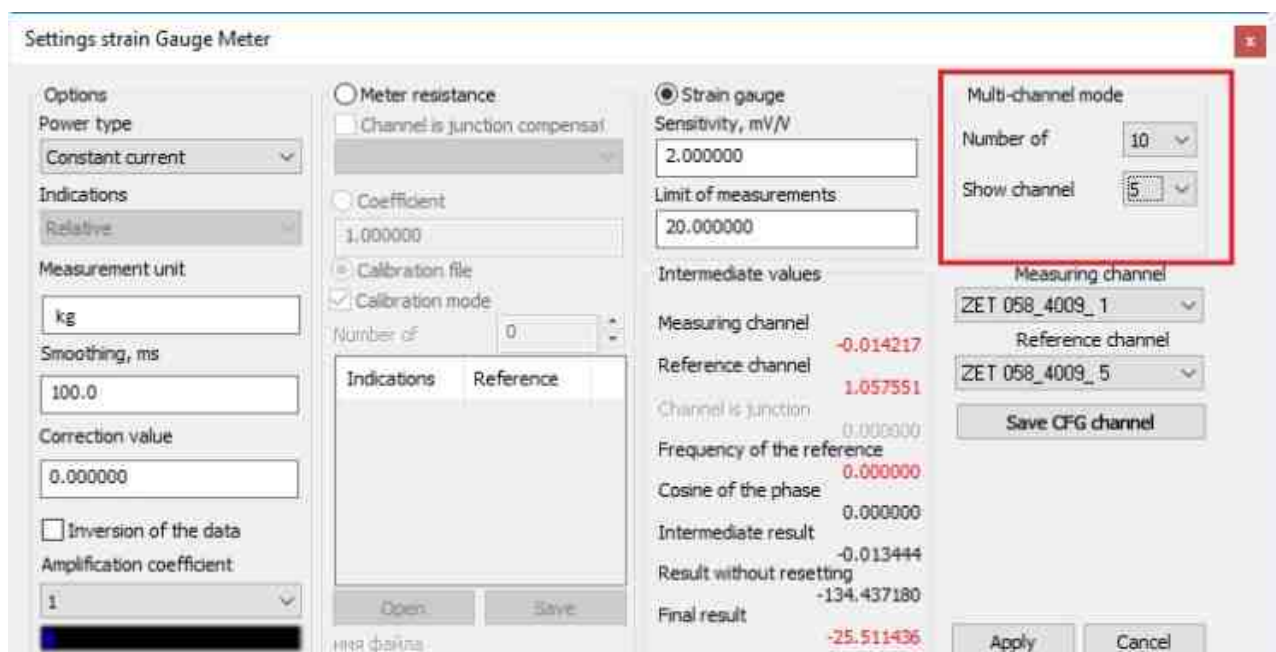 Settings strain Gauge Meter
x
Options
Power type
Constant current
Indications
Relative
Measurement unit
kg
Smoothing, ms
100.0
Correction value
0.000000
Inversion of the data
Amplification coefficient
1
Meter resistance
Channel is junction compensat
Coefficient
1.000000
Calibration file
Calibration mode
Number of 0
Indications Reference
Open Save
ния файла
Strain gauge
Sensitivity, mV/V
2.000000
Limit of measurements
20.000000
Intermediate values
Measuring channel
-0.014217
Reference channel
1.057551
Channel is junction
0.000000
Frequency of the reference
0.000000
Cosine of the phase
0.000000
Intermediate result
-0.013444
Result without resetting
-134.437180
Final result
-25.511436
Multi-channel mode
Number of 10
Show channel 5
Measuring channel
ZET 058_4009_ 1
Reference channel
ZET 058_4009_ 5
Save CFG channel
Apply Cancel